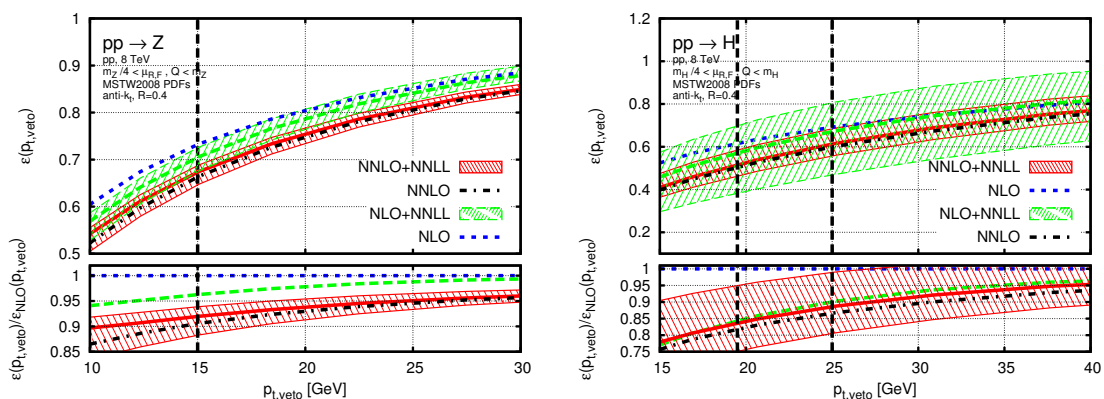 pp → Z
pp, 8 TeV
m_Z /4 < μ_R,F , Q < m_Z
MSTW2008 PDFs
anti-k_t, R=0.4
ε(p_t,veto)
1
0.9
0.8
0.7
0.6
0.5
NNLO+NNLL
NNLO
NLO+NNLL
NLO
ε(p_t,veto)/ε_NLO(p_t,veto)
1
0.95
0.9
0.85
10 15 20 25 30
p_t,veto [GeV]
pp → H
pp, 8 TeV
m_H /4 < μ_R,F , Q < m_H
MSTW2008 PDFs
anti-k_t, R=0.4
ε(p_t,veto)
1.2
1
0.8
0.6
0.4
0.2
NNLO+NNLL
NLO
NLO+NNLL
NNLO
ε(p_t,veto)/ε_NLO(p_t,veto)
1
0.95
0.9
0.85
0.8
0.75
15 20 25 30 35 40
p_t,veto [GeV]